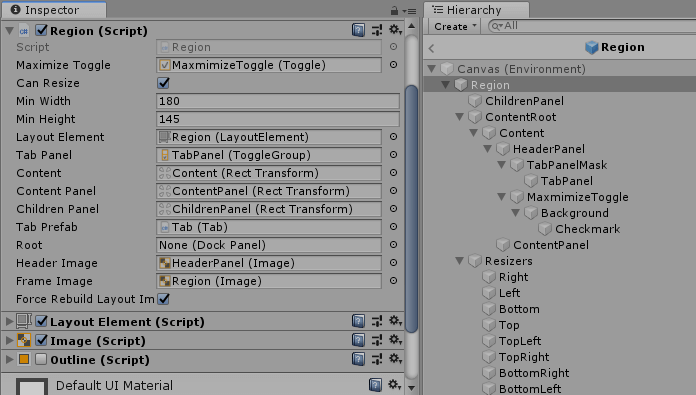 Inspector
Region (Script)
Script Region
Maximize Toggle MaxmimizeToggle (Toggle)
Can Resize
Min Width 180
Min Height 145
Layout Element Region (LayoutElement)
Tab Panel TabPanel (ToggleGroup)
Content Content (Rect Transform)
Content Panel ContentPanel (Rect Transform)
Children Panel ChildrenPanel (Rect Transform)
Tab Prefab Tab (Tab)
Root None (Dock Panel)
Header Image HeaderPanel (Image)
Frame Image Region (Image)
Force Rebuild Layout Im
Layout Element (Script)
Image (Script)
Outline (Script)
Default UI Material
Hierarchy
Create All
Region
Canvas (Environment)
Region
ChildrenPanel
ContentRoot
Content
HeaderPanel
TabPanelMask
TabPanel
MaxmimizeToggle
Background
Checkmark
ContentPanel
Resizers
Right
Left
Bottom
Top
TopLeft
TopRight
BottomRight
BottomLeft